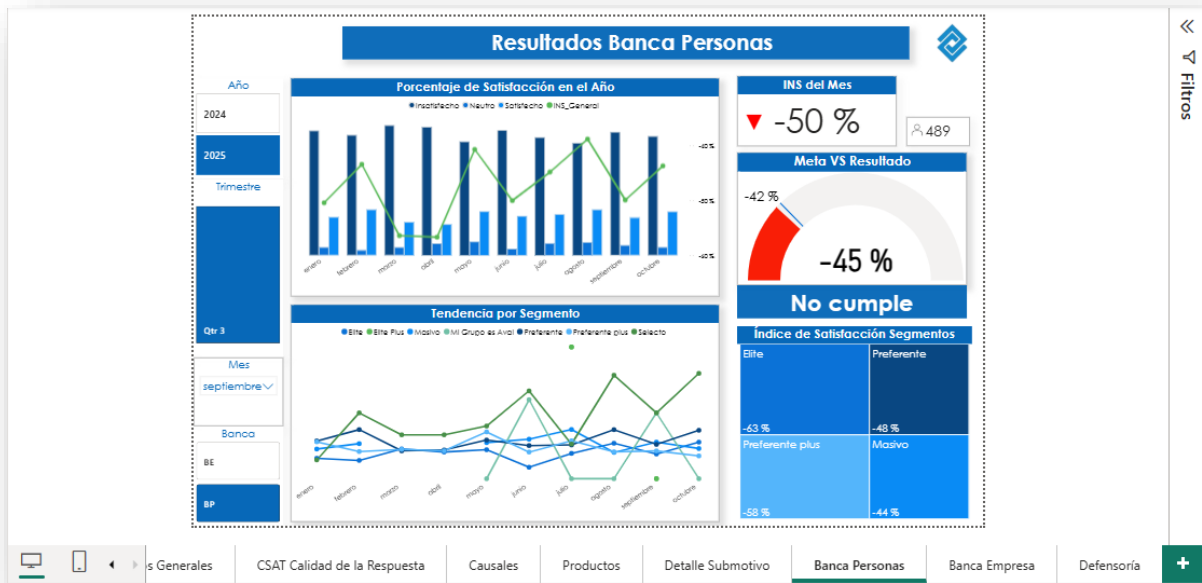 Resultados Banca Personas
Filtros
Año
2024
2025
Trimestre
Qtr 3
Mes
septiembre
Banca
BE
BP
Porcentaje de Satisfacción en el Año
Insatisfecho Neutro Satisfecho INS_General
-40%
-50%
-60%
enero febrero marzo abril mayo junio julio agosto septiembre octubre
Tendencia por Segmento
Elite Elite Plus Masivo Mi Grupo es Aval Preferente Preferente plus Selecto
enero febrero marzo abril mayo junio julio agosto septiembre octubre
INS del Mes
-50 %
489
Meta VS Resultado
-42 %
-45 %
No cumple
Índice de Satisfacción Segmentos
Elite
-63 %
Preferente
-48 %
Preferente plus
-58 %
Masivo
-44 %
s Generales CSAT Calidad de la Respuesta Causales Productos Detalle Submotivo Banca Personas Banca Empresa Defensoría +